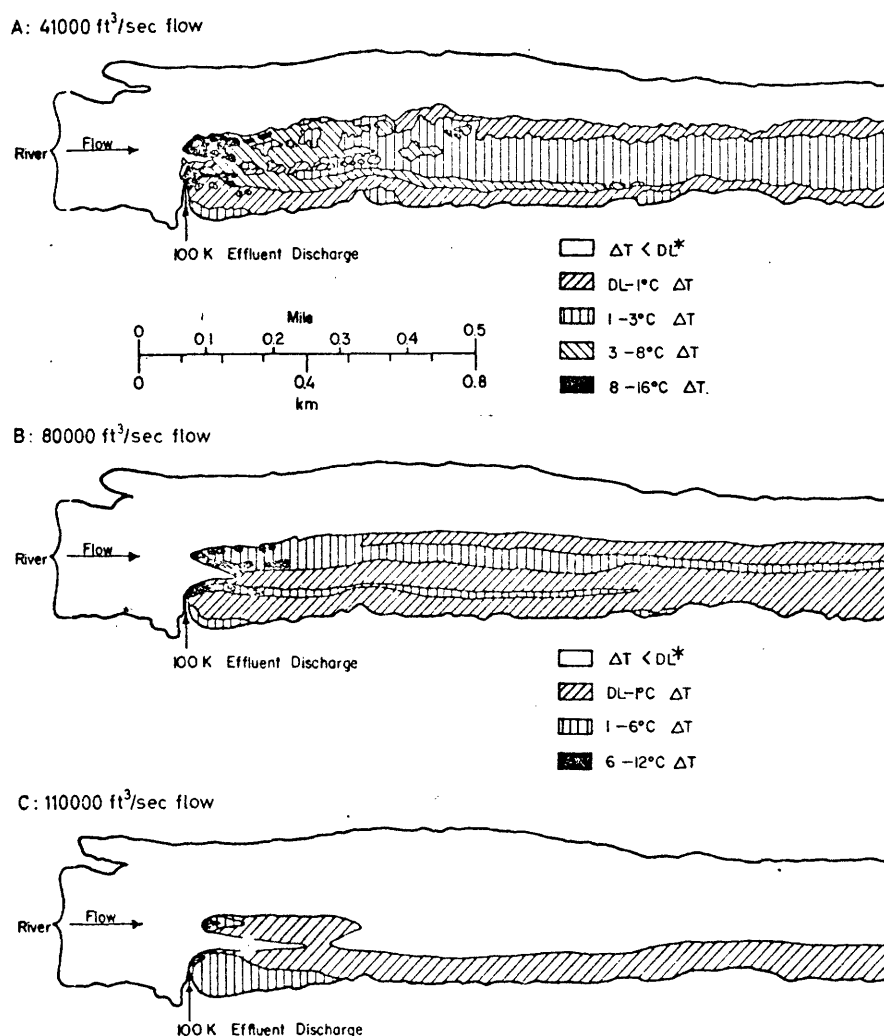 A: 41000 ft³/sec flow
River
Flow
100 K Effluent Discharge
ΔT < DL*
DL-1°C ΔT
1-3°C ΔT
3-8°C ΔT
8-16°C ΔT.
0 Mile 0.5
0.1 0.2 0.3
0 0.4 0.8
km
B: 80000 ft³/sec flow
River
Flow
100 K Effluent Discharge
ΔT < DL*
DL-1°C ΔT
1-6°C ΔT
6-12°C ΔT
C: 110000 ft³/sec flow
River
Flow
100 K Effluent Discharge